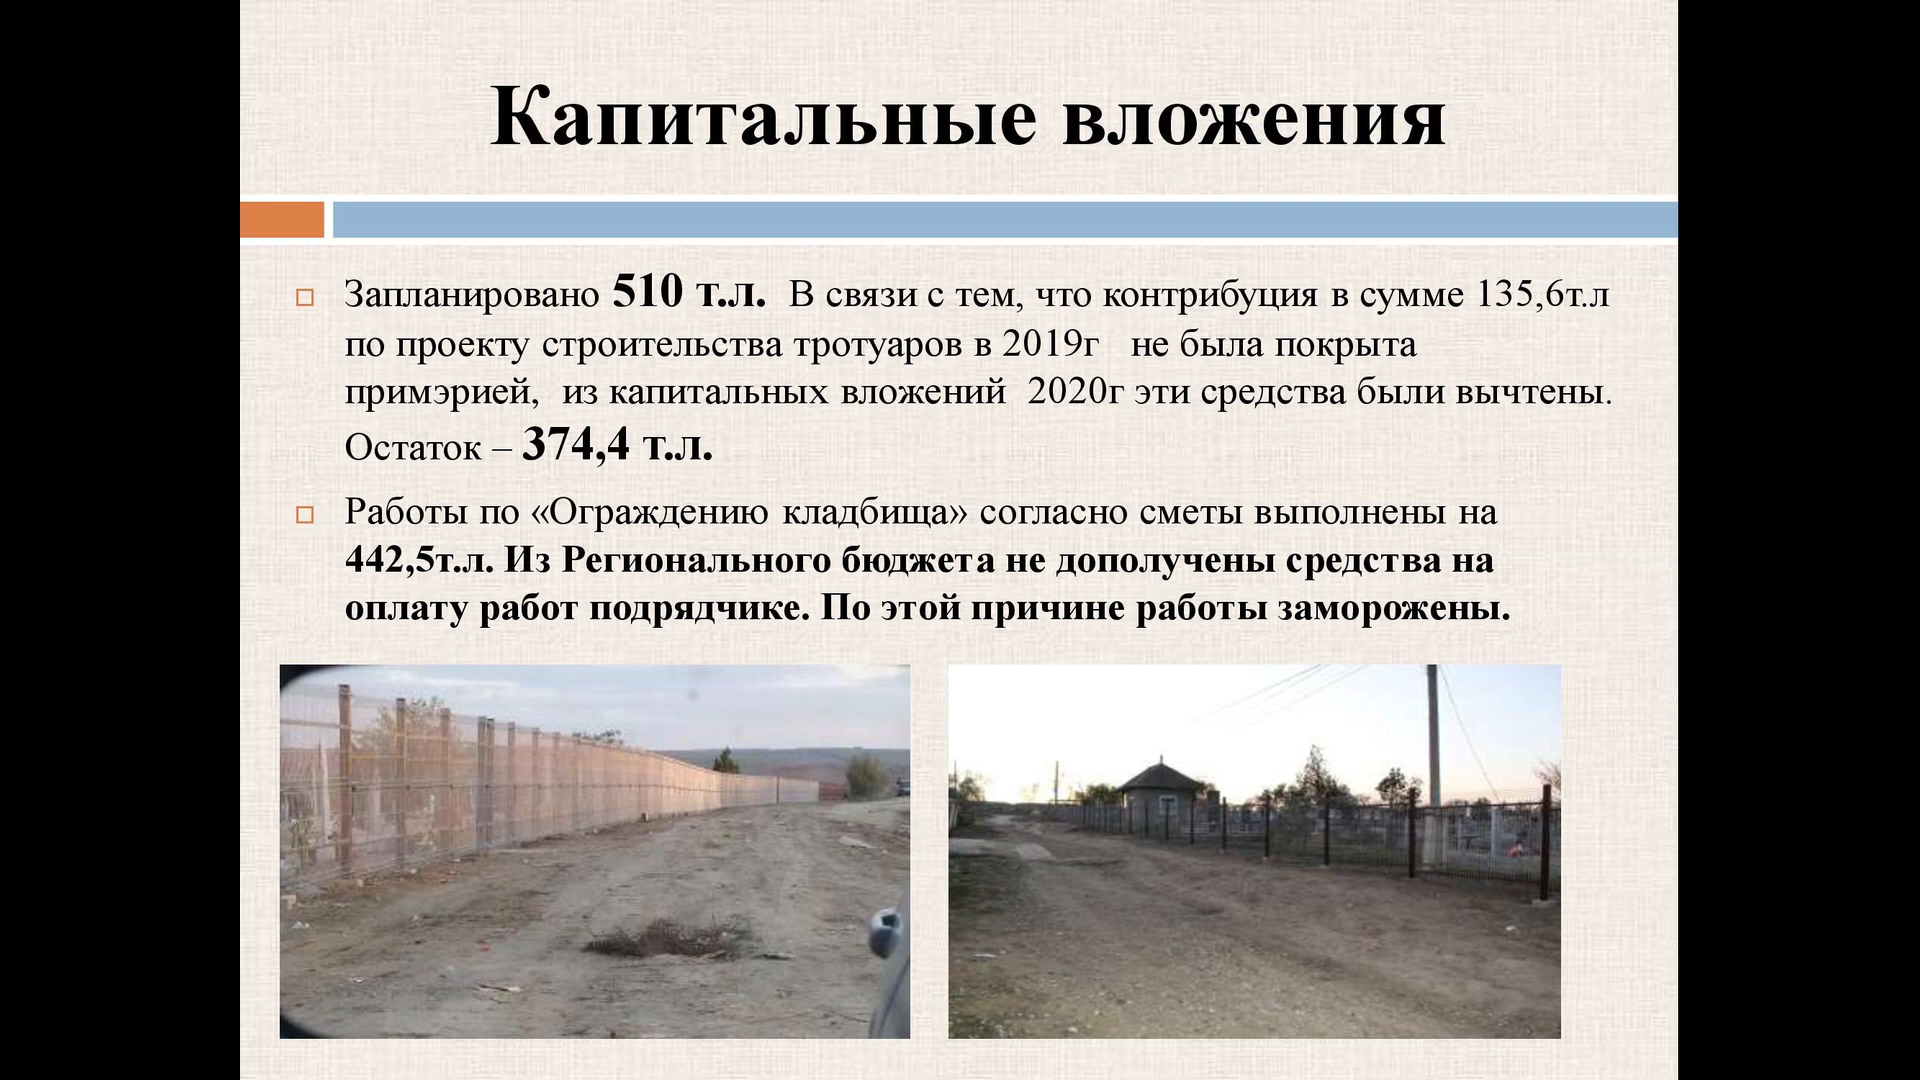 Капитальные вложения
Запланировано 510 т.л. В связи с тем, что контрибуция в сумме 135,6т.л
по проекту строительства тротуаров в 2019г не была покрыта
примэрией, из капитальных вложений 2020г эти средства были вычтены.
Остаток – 374,4 т.л.
Работы по «Ограждению кладбища» согласно сметы выполнены на
442,5т.л. Из Регионального бюджета не дополучены средства на
оплату работ подрядчике. По этой причине работы заморожены.